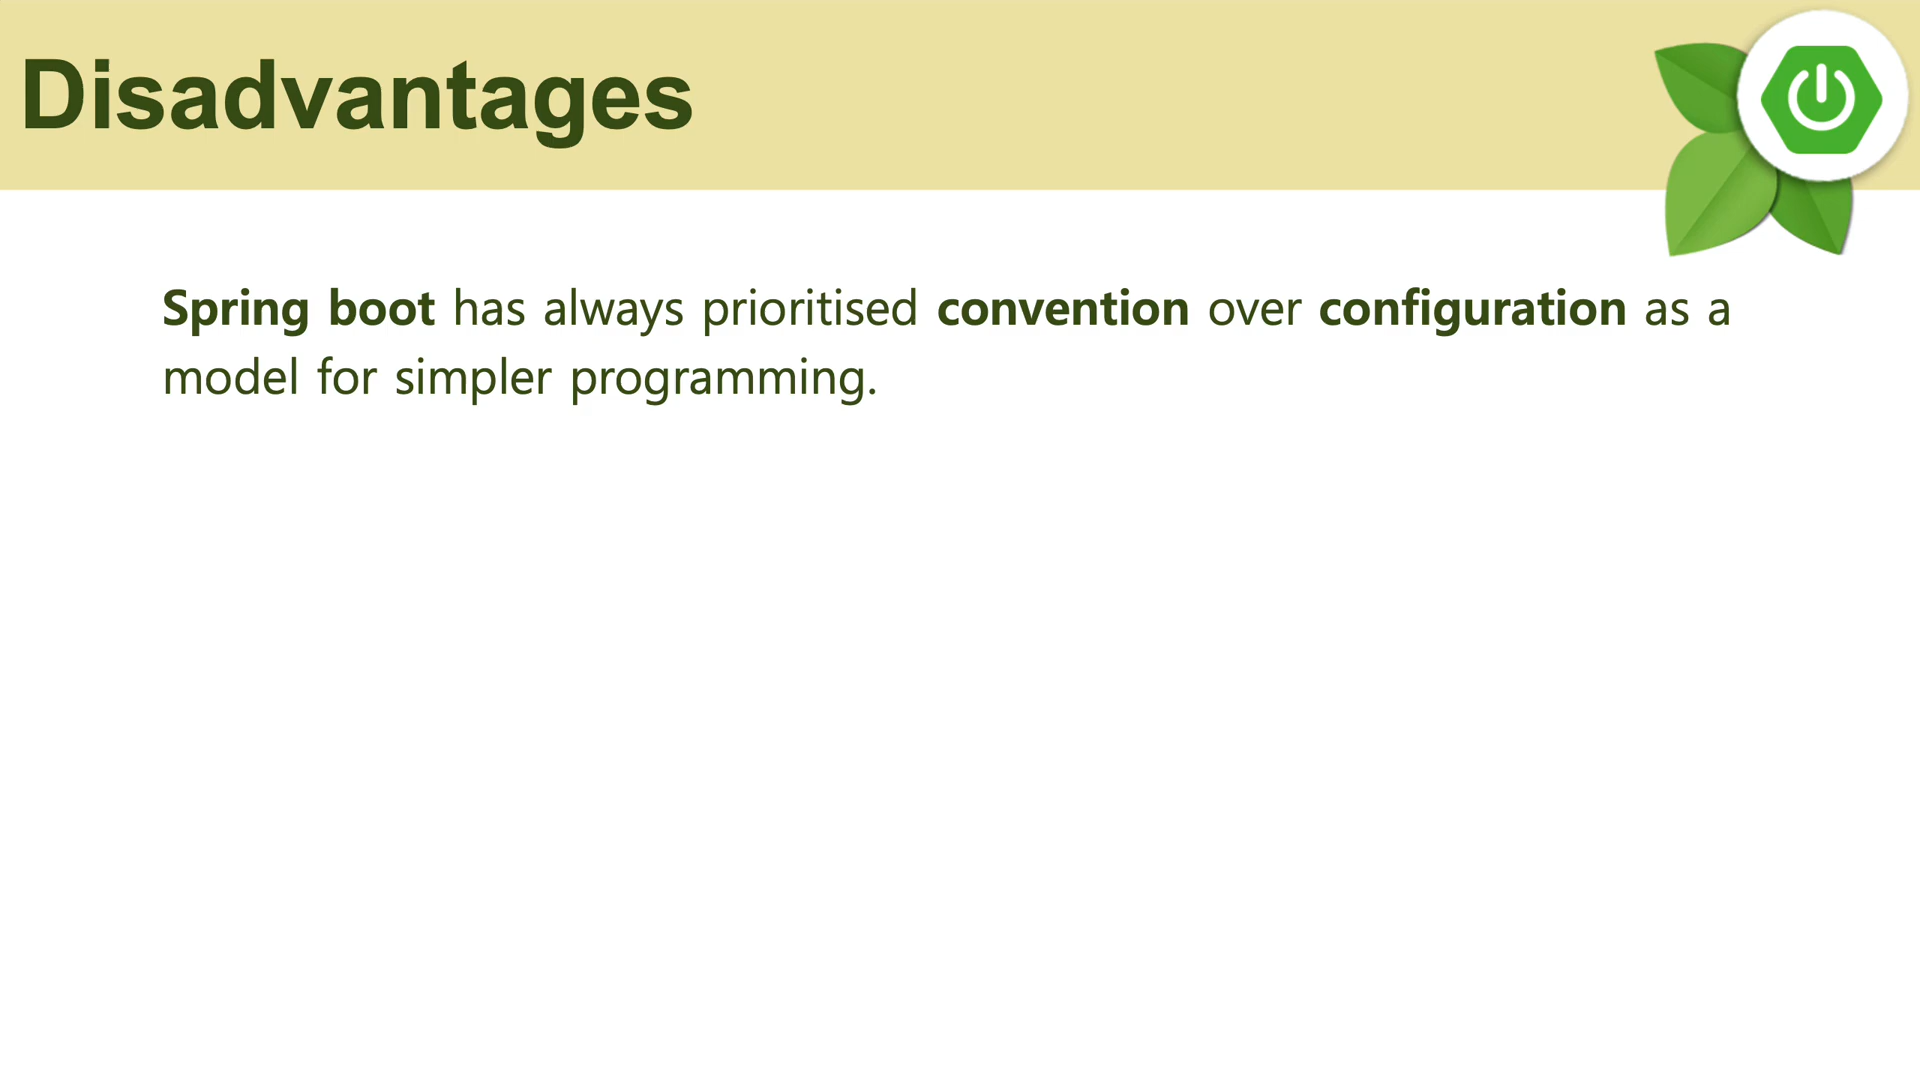 Disadvantages
Spring boot has always prioritised convention over configuration as a
model for simpler programming.